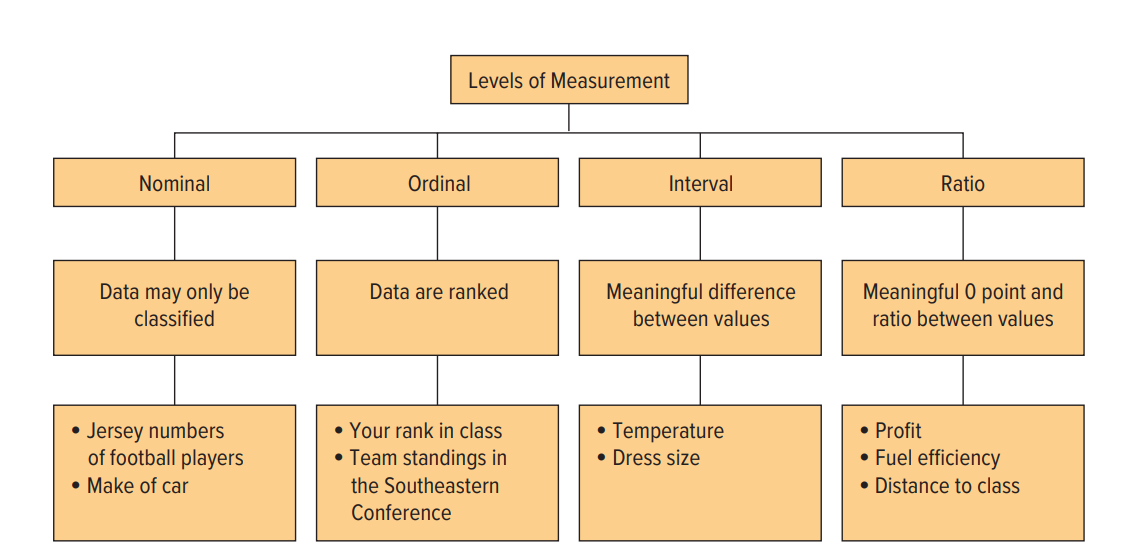 Levels of Measurement
Nominal
Ordinal
Interval
Ratio
Data may only be
classified
Data are ranked
Meaningful difference
between values
Meaningful 0 point and
ratio between values
• Jersey numbers
of football players
• Make of car
• Your rank in class
• Team standings in
the Southeastern
Conference
• Temperature
• Dress size
• Profit
• Fuel efficiency
• Distance to class